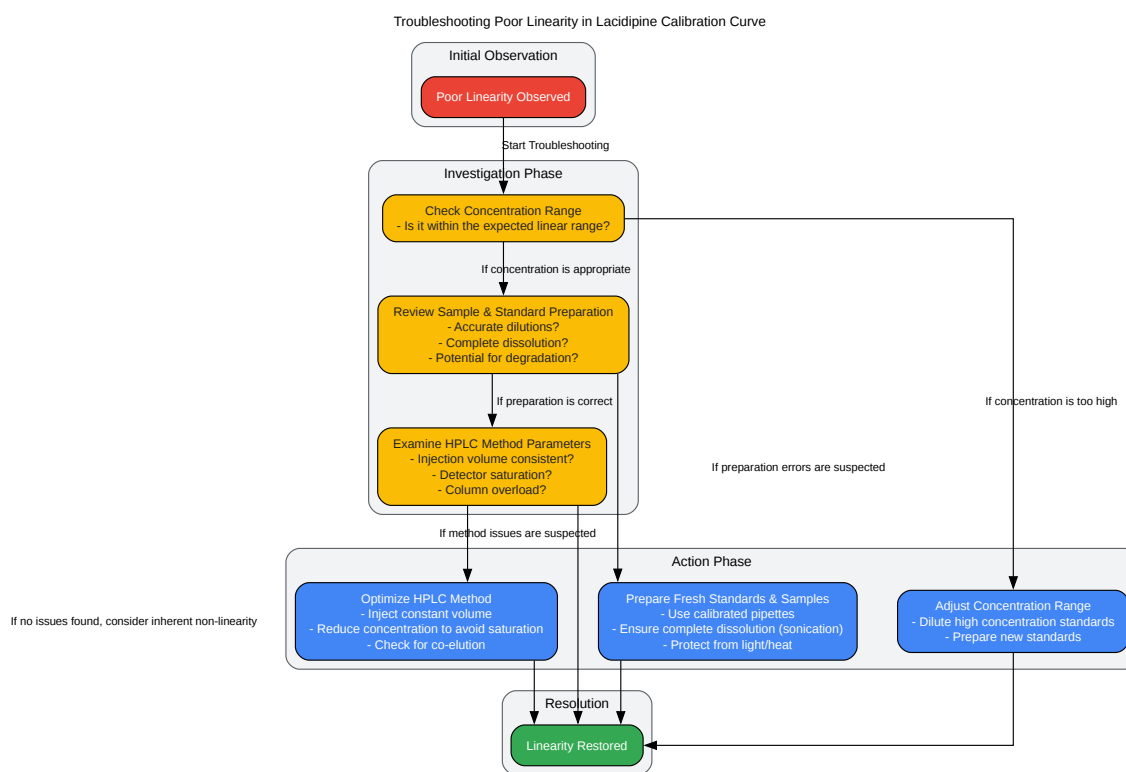 Troubleshooting Poor Linearity in Lacidipine Calibration Curve
Initial Observation
Poor Linearity Observed
Start Troubleshooting
Investigation Phase
Check Concentration Range
- Is it within the expected linear range?
If concentration is appropriate
Review Sample & Standard Preparation
- Accurate dilutions?
- Complete dissolution?
- Potential for degradation?
If preparation is correct
If concentration is too high
Examine HPLC Method Parameters
- Injection volume consistent?
- Detector saturation?
- Column overload?
If preparation errors are suspected
If method issues are suspected
Action Phase
Optimize HPLC Method
- Inject constant volume
- Reduce concentration to avoid saturation
- Check for co-elution
Prepare Fresh Standards & Samples
- Use calibrated pipettes
- Ensure complete dissolution (sonication)
- Protect from light/heat
Adjust Concentration Range
- Dilute high concentration standards
- Prepare new standards
If no issues found, consider inherent non-linearity
Resolution
Linearity Restored